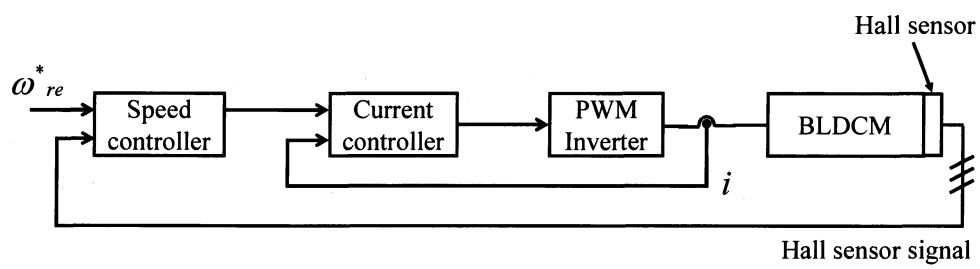 Hall sensor
ω*re
Speed
controller
Current
controller
PWM
Inverter
BLDCM
i
Hall sensor signal